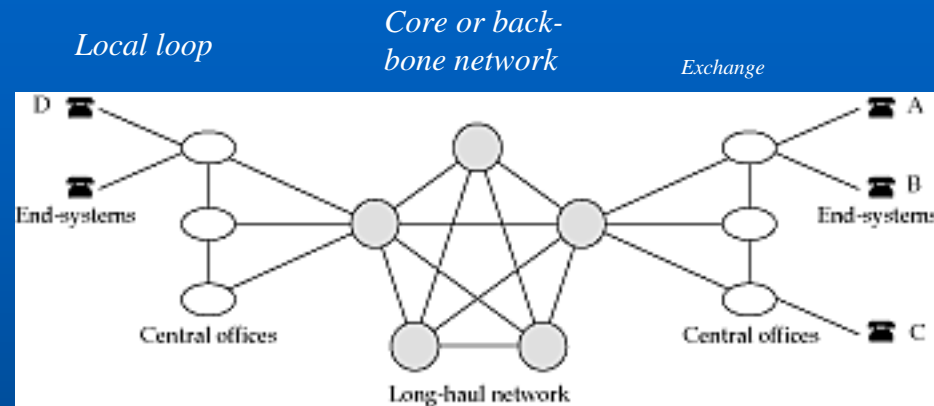 Local loop
Core or back-
bone network
Exchange
D
A
B
End-systems
End-systems
Central offices
Central offices
C
Long-haul network